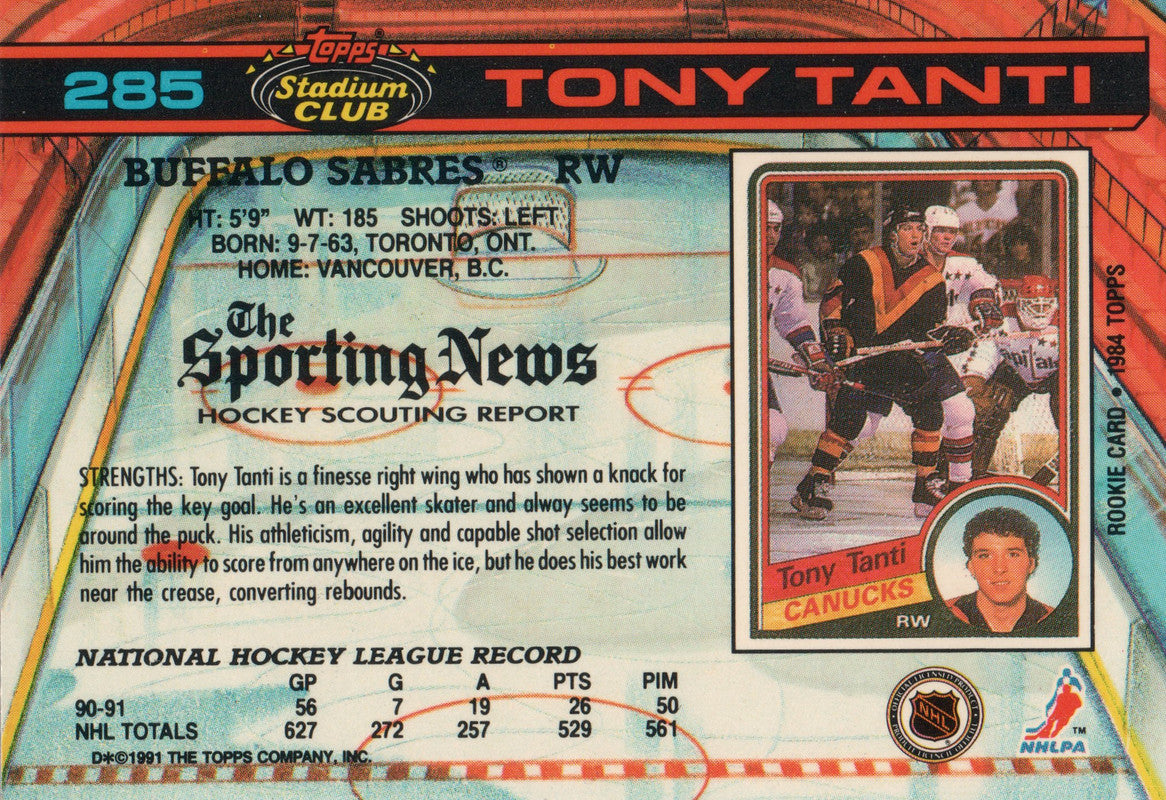 285
Topps®
Stadium
CLUB
TONY TANTI
BUFFALO SABRES® RW
HT: 5'9" WT: 185 SHOOTS: LEFT
BORN: 9-7-63, TORONTO, ONT.
HOME: VANCOUVER, B.C.
The
Sporting News
HOCKEY SCOUTING REPORT
STRENGTHS: Tony Tanti is a finesse right wing who has shown a knack for
scoring the key goal. He's an excellent skater and alway seems to be
around the puck. His athleticism, agility and capable shot selection allow
him the ability to score from anywhere on the ice, but he does his best work
near the crease, converting rebounds.
Capitals
Tony Tanti
CANUCKS
RW
ROOKIE CARD • 1984 TOPPS
NATIONAL HOCKEY LEAGUE RECORD
GP G A PTS PIM
90-91 56 7 19 26 50
NHL TOTALS 627 272 257 529 561
D*©1991 THE TOPPS COMPANY, INC.
NHL
NHLPA™